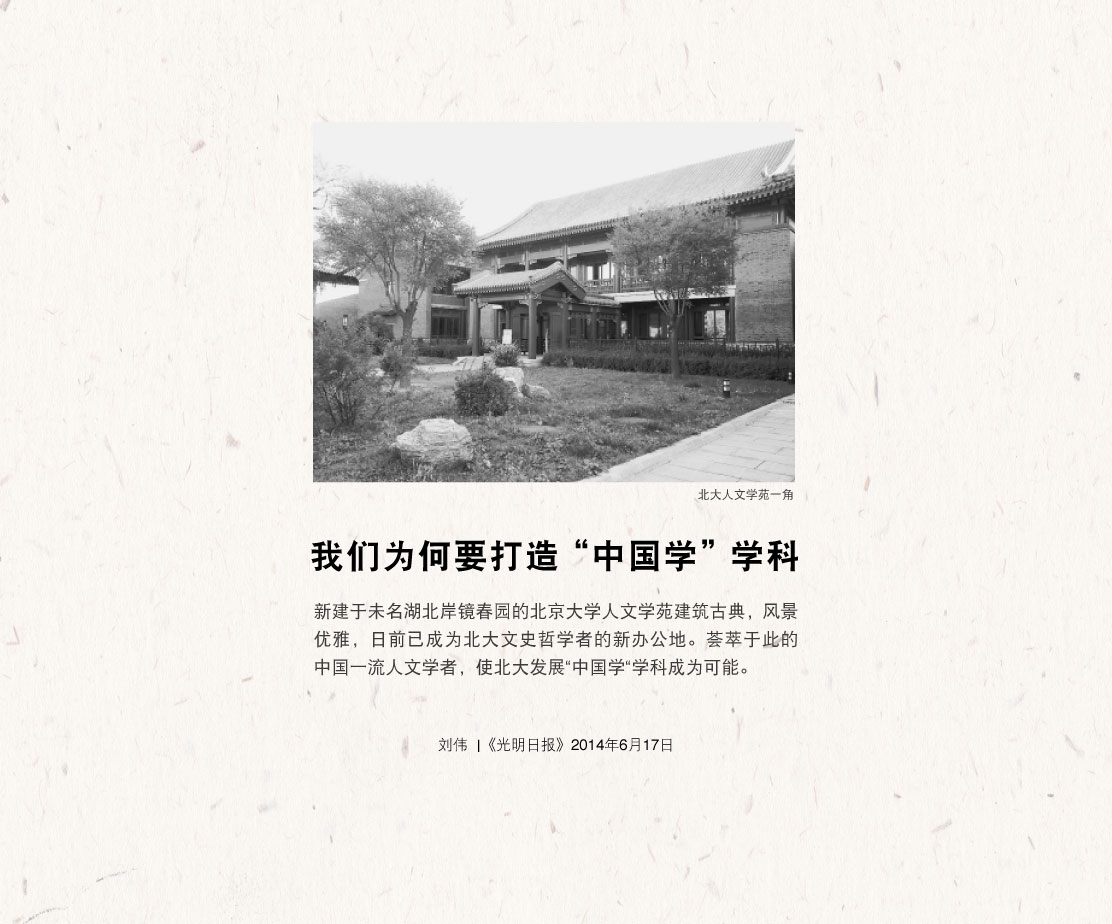 北大人文学苑一角
我们为何要打造“中国学”学科
新建于未名湖北岸镜春园的北京大学人文学苑建筑古典，风景
优雅，日前已成为北大文史哲学者的新办公地。荟萃于此的
中国一流人文学者，使北大发展“中国学“学科成为可能。
刘伟 |《光明日报》2014年6月17日